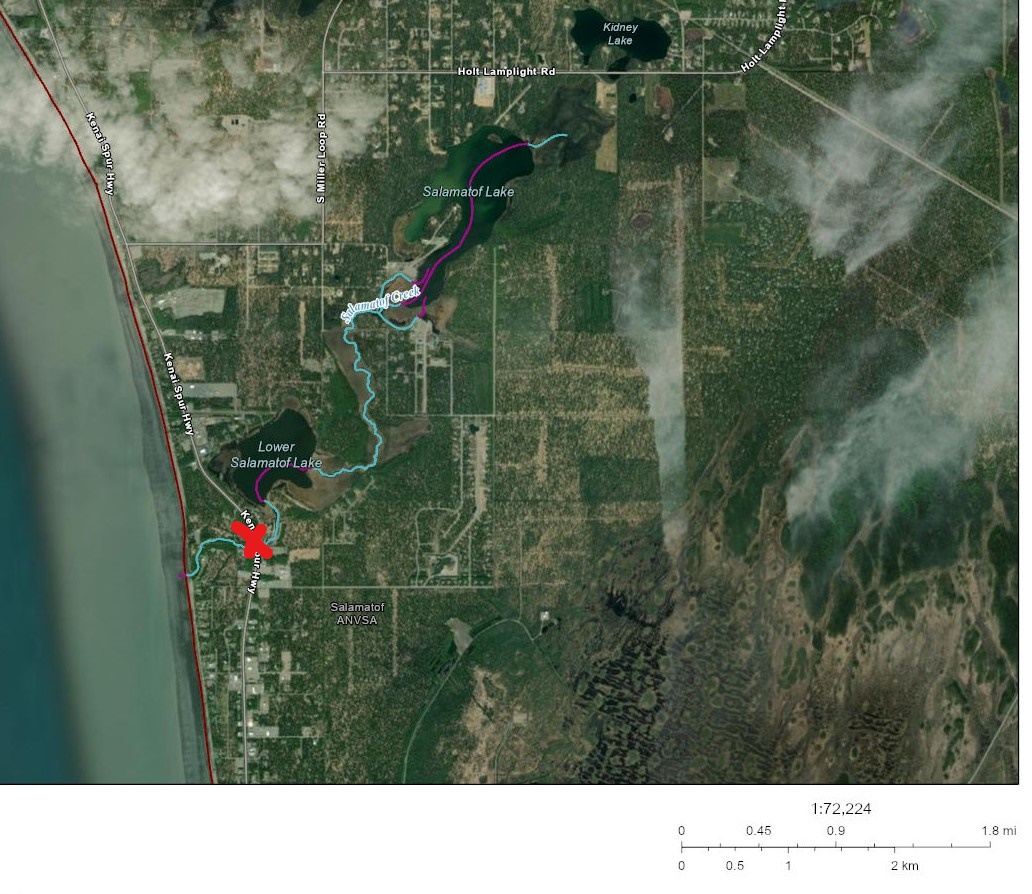 Kidney
Lake
Holt Lamplight Rd
Holt-Lamplight
Kenai Spur Hwy
S Miller Loop Rd
Salamatof Lake
Salamatof Creek
Kenai Spur Hwy
Lower
Salamatof Lake
Ken
pur Hwy
Salamatof
ANVSA
1:72,224
0 0.45 0.9 1.8 mi
0 0.5 1 2 km